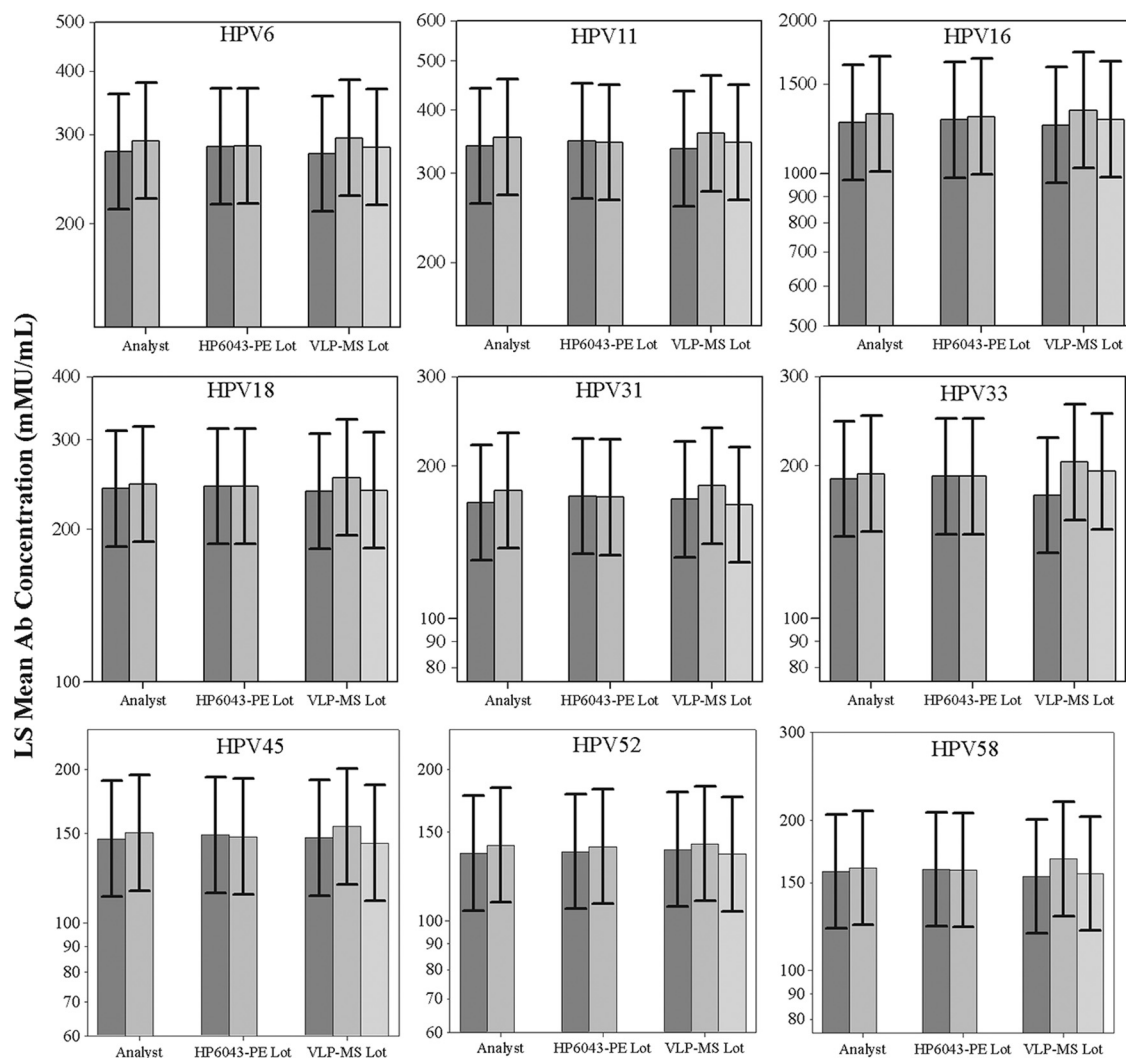 LS Mean Ab Concentration (mMU/mL)
HPV6
500
400
300
200
Analyst HP6043-PE Lot VLP-MS Lot
HPV11
600
500
400
300
200
Analyst HP6043-PE Lot VLP-MS Lot
HPV16
2000
1500
1000
900
800
700
600
500
Analyst HP6043-PE Lot VLP-MS Lot
HPV18
400
300
200
100
Analyst HP6043-PE Lot VLP-MS Lot
HPV31
300
200
100
90
80
Analyst HP6043-PE Lot VLP-MS Lot
HPV33
300
200
100
90
80
Analyst HP6043-PE Lot VLP-MS Lot
HPV45
200
150
100
90
80
70
60
Analyst HP6043-PE Lot VLP-MS Lot
HPV52
200
150
100
90
80
70
60
Analyst HP6043-PE Lot VLP-MS Lot
HPV58
300
200
150
100
90
80
Analyst HP6043-PE Lot VLP-MS Lot